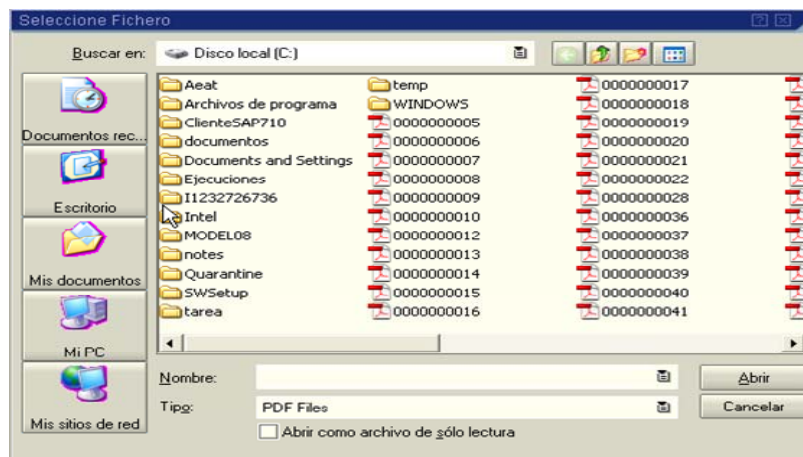 Seleccione Fichero
Buscar en: Disco local (C:)
Documentos rec...
Escritorio
Mis documentos
Mi PC
Mis sitios de red
Aeat
Archivos de programa
ClienteSAP710
documentos
Documents and Settings
Ejecuciones
I1232726736
Intel
MODEL08
notes
Quarantine
SWSetup
tarea
temp
WINDOWS
0000000005
0000000006
0000000007
0000000008
0000000009
0000000010
0000000012
0000000013
0000000014
0000000015
0000000016
0000000017
0000000018
0000000019
0000000020
0000000021
0000000022
0000000028
0000000036
0000000037
0000000038
0000000039
0000000040
0000000041
Nombre:
Abrir
Tipo: PDF Files
Cancelar
Abrir como archivo de sólo lectura